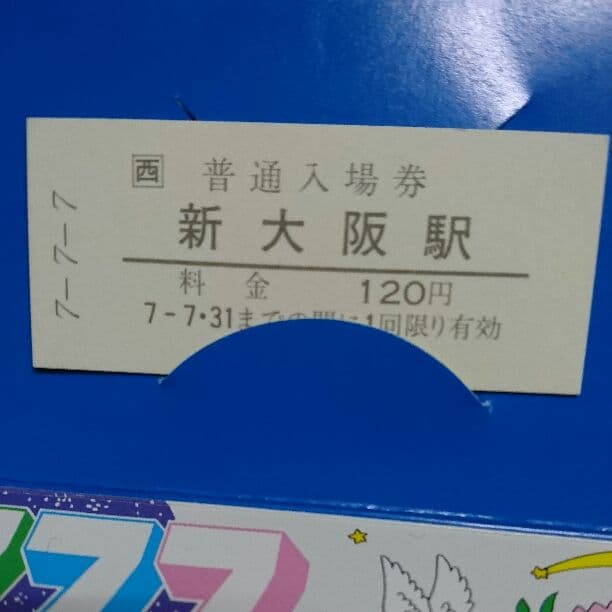 西 普通入場券
新大阪駅
料金 120円
7-7・31までの間に1回限り有効
7-7-7
777